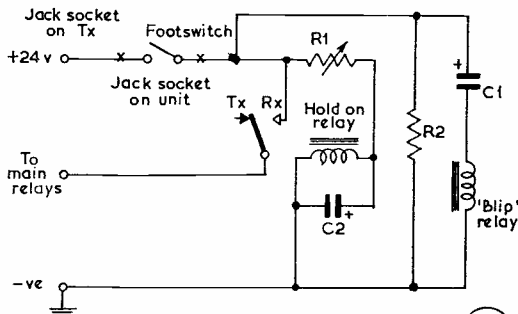 Jack socket
on Tx
Footswitch
+24 v
x
x
Jack socket
on unit
R1
Tx
Rx
Hold on
relay
R2
+
C1
To
main
relays
C2
+
'Blip'
relay
-ve